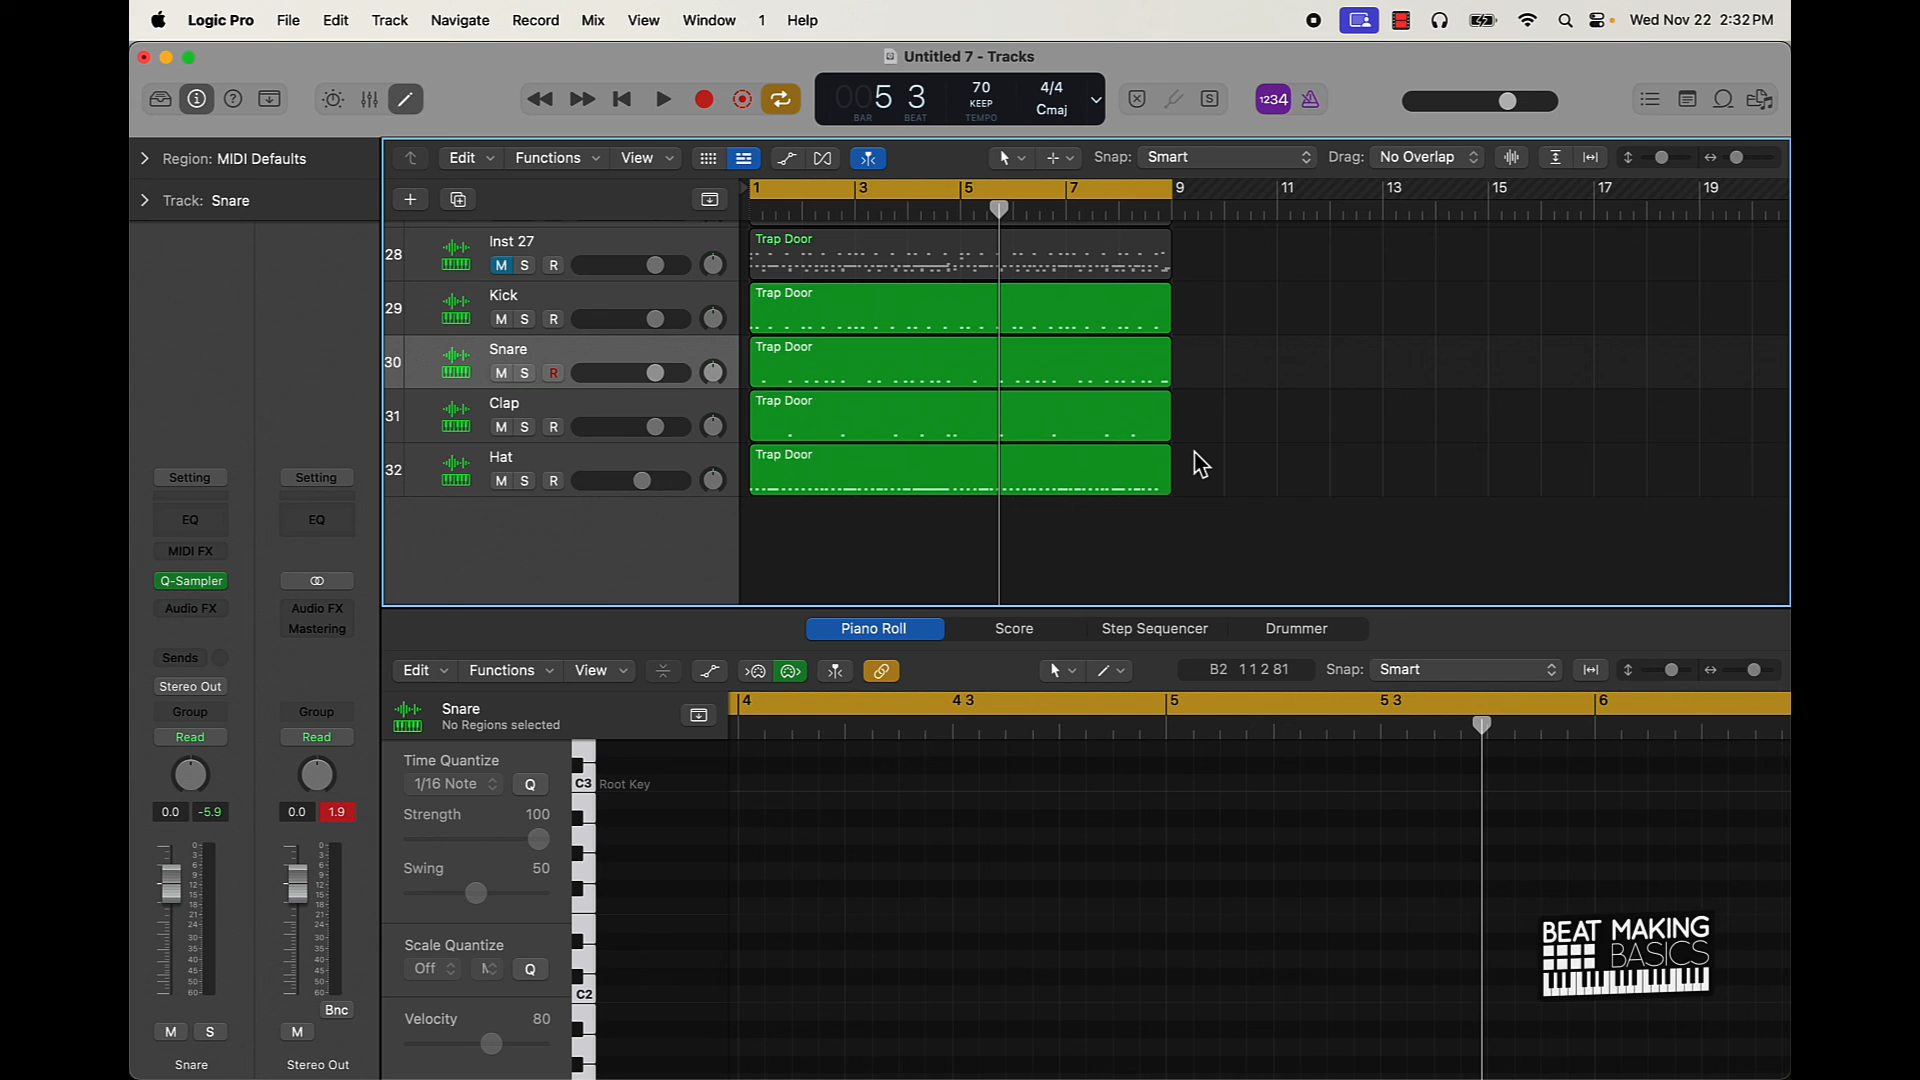 Logic Pro File Edit Track Navigate Record Mix View Window 1 Help Wed Nov 22 2:32 PM
Untitled 7 - Tracks
005 3 70 4/4
KEEP Cmaj
BAR BEAT TEMPO
1234
Region: MIDI Defaults
Edit Functions View Snap: Smart Drag: No Overlap
Track: Snare
1 3 5 7 9 11 13 15 17 19
28 Inst 27 M S R Trap Door
29 Kick M S R Trap Door
30 Snare M S R Trap Door
31 Clap M S R Trap Door
32 Hat M S R Trap Door
Setting Setting
EQ EQ
MIDI FX
Q-Sampler
Audio FX Audio FX
Mastering
Sends
Stereo Out
Group Group
Read Read
0.0 -5.9 0.0 1.9
Bnc
M S M
Snare Stereo Out
Piano Roll Score Step Sequencer Drummer
Edit Functions View B2 1 1 2 81 Snap: Smart
Snare
No Regions selected
4 4 3 5 5 3 6
Time Quantize
1/16 Note Q
C3 Root Key
Strength 100
Swing 50
Scale Quantize
Off Q
C2
Velocity 80
BEAT MAKING
BASICS